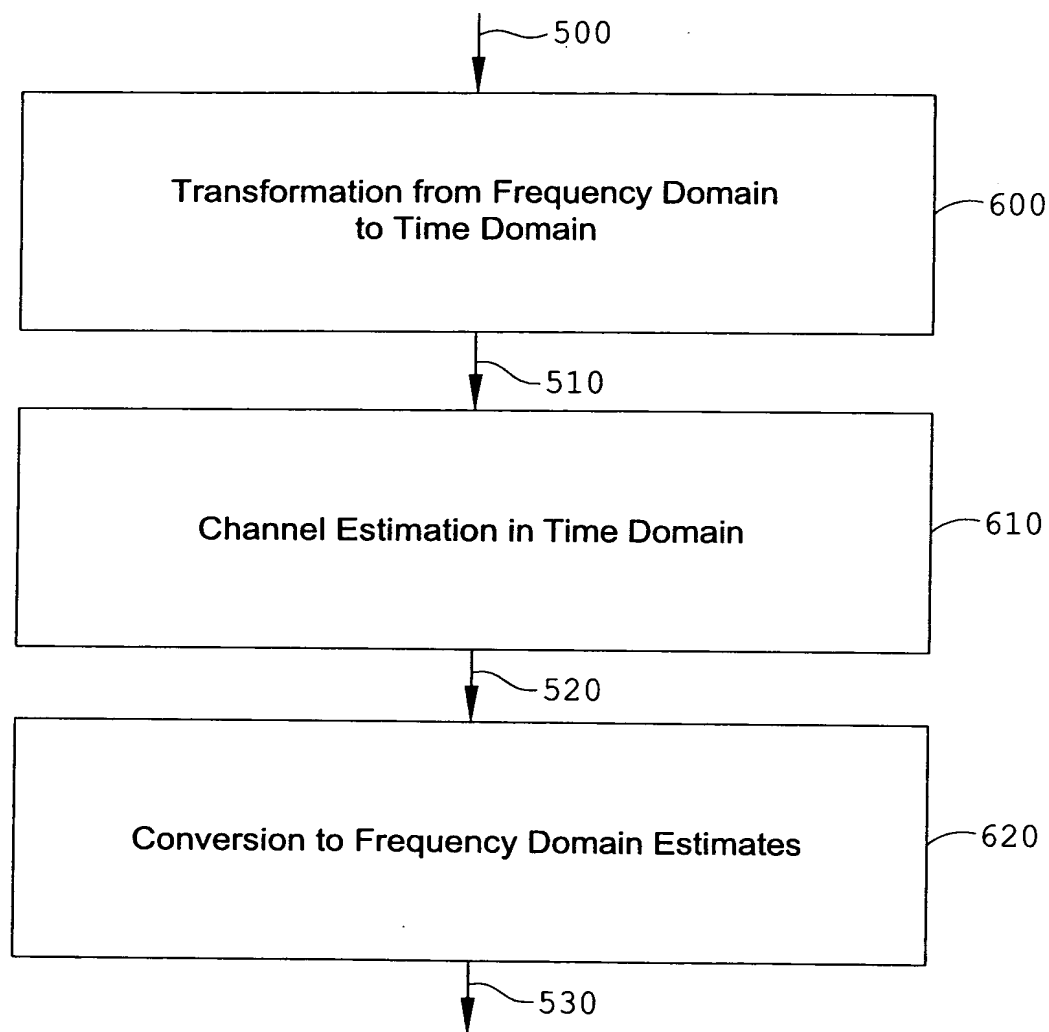 500
Transformation from Frequency Domain
to Time Domain
600
510
Channel Estimation in Time Domain
610
520
Conversion to Frequency Domain Estimates
620
530